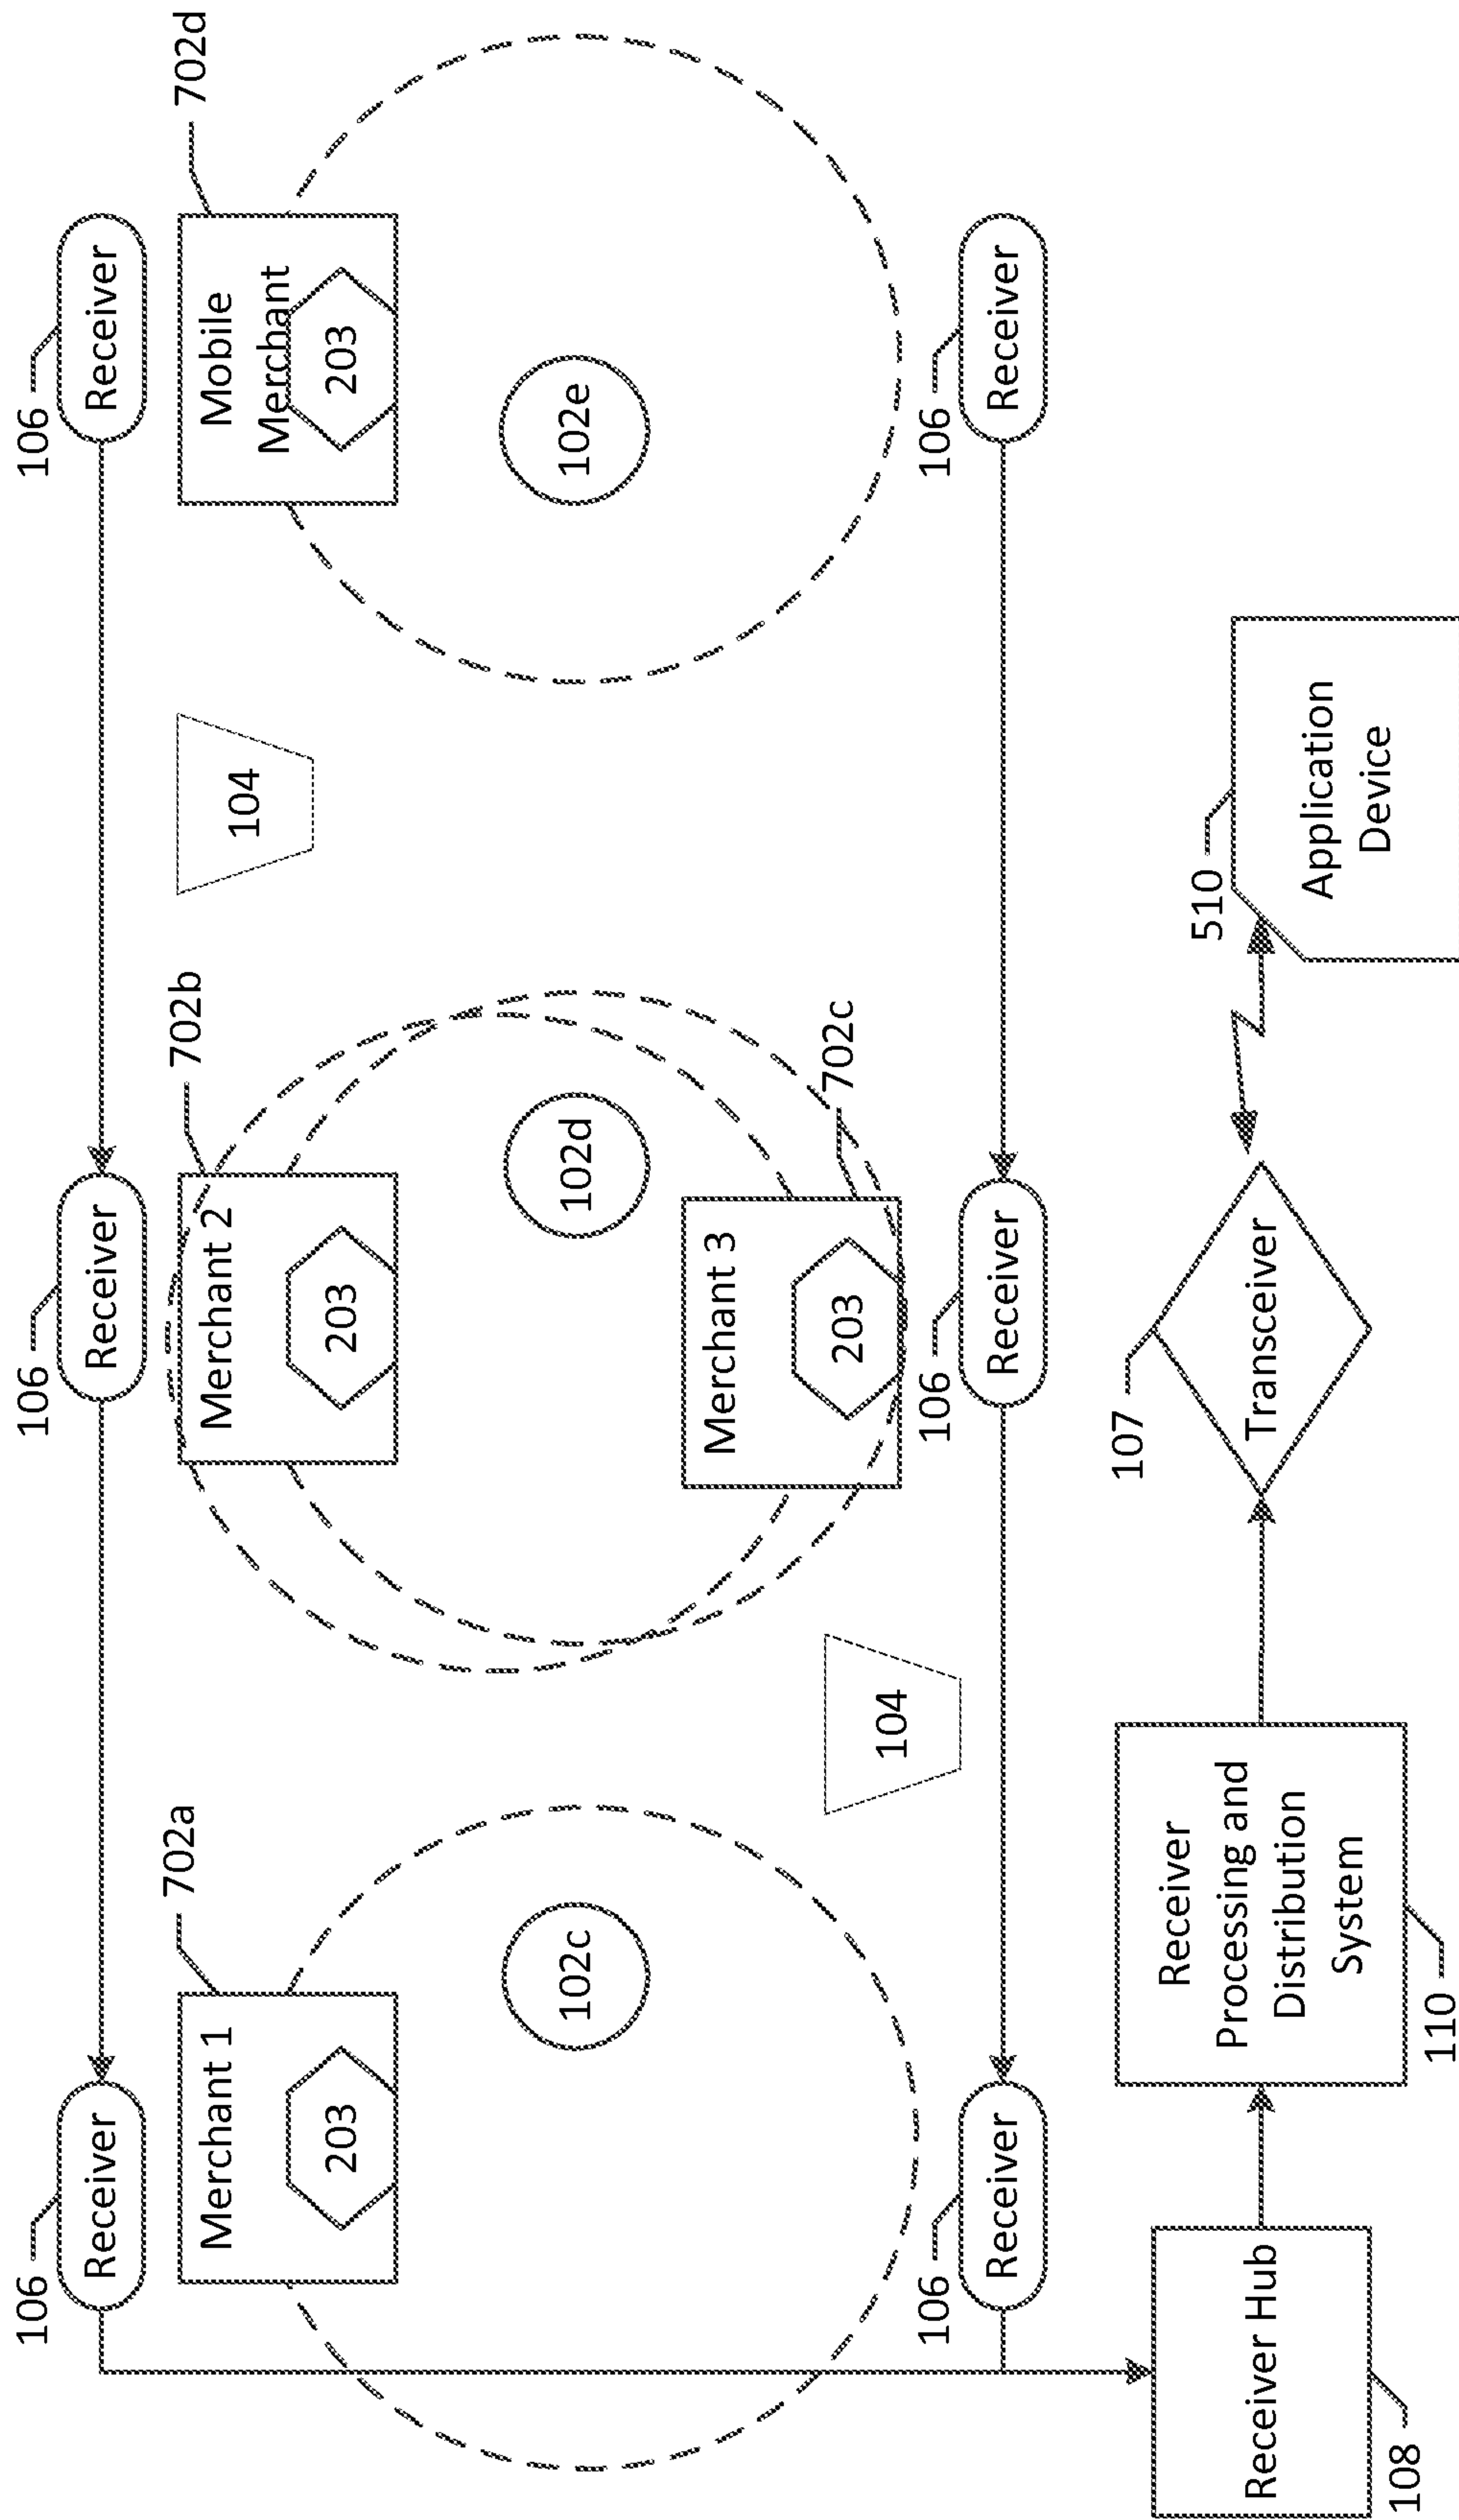 106
106
106
Receiver
Receiver
Receiver
702a
702b
702d
Merchant 1
203
Merchant 2
203
Mobile
Merchant
203
104
102c
102d
102e
Merchant 3
203
702c
104
106
106
106
Receiver
Receiver
Receiver
Receiver Hub
108
Receiver
Processing and
Distribution
System
110
107
Transceiver
510
Application
Device